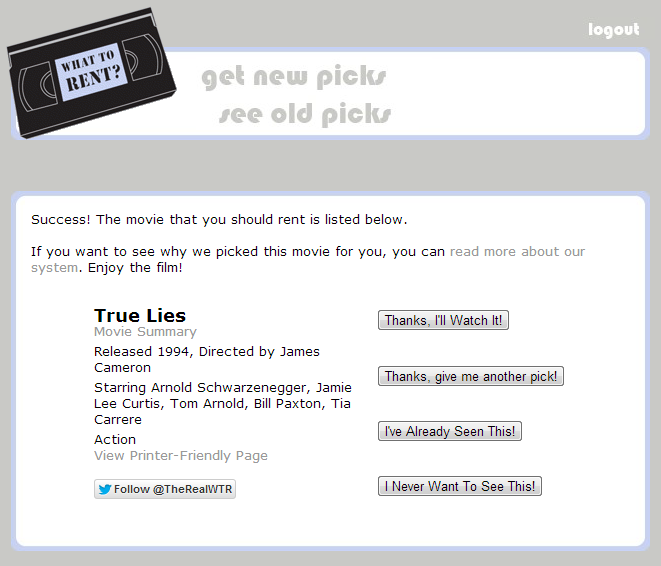 logout
WHAT TO
RENT?
get new picks
see old picks
Success! The movie that you should rent is listed below.
If you want to see why we picked this movie for you, you can read more about our
system. Enjoy the film!
True Lies
Movie Summary
Released 1994, Directed by James
Cameron
Starring Arnold Schwarzenegger, Jamie
Lee Curtis, Tom Arnold, Bill Paxton, Tia
Carrere
Action
View Printer-Friendly Page
Follow @TheRealWTR
Thanks, I'll Watch It!
Thanks, give me another pick!
I've Already Seen This!
I Never Want To See This!